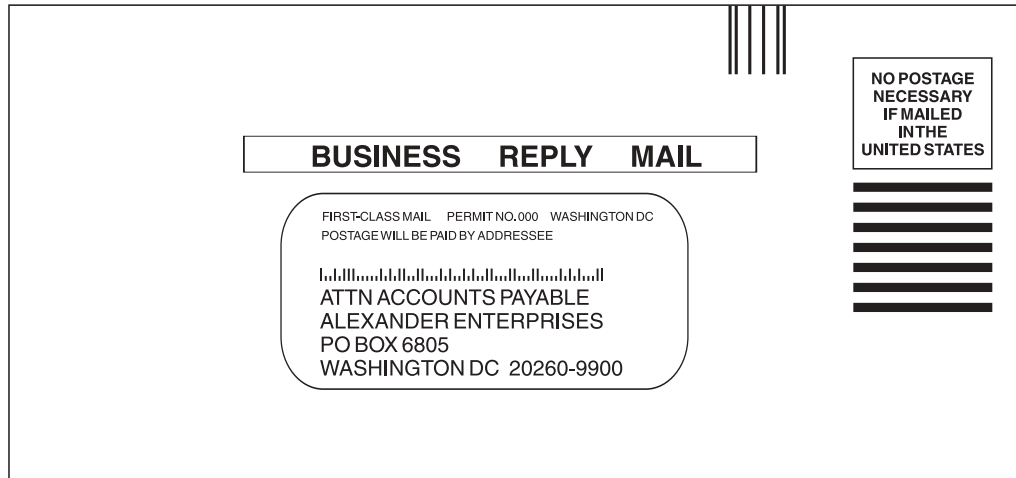 NO POSTAGE
NECESSARY
IF MAILED
IN THE
UNITED STATES
BUSINESS REPLY MAIL
FIRST-CLASS MAIL PERMIT NO. 000 WASHINGTON DC
POSTAGE WILL BE PAID BY ADDRESSEE
ATTN ACCOUNTS PAYABLE
ALEXANDER ENTERPRISES
PO BOX 6805
WASHINGTON DC 20260-9900